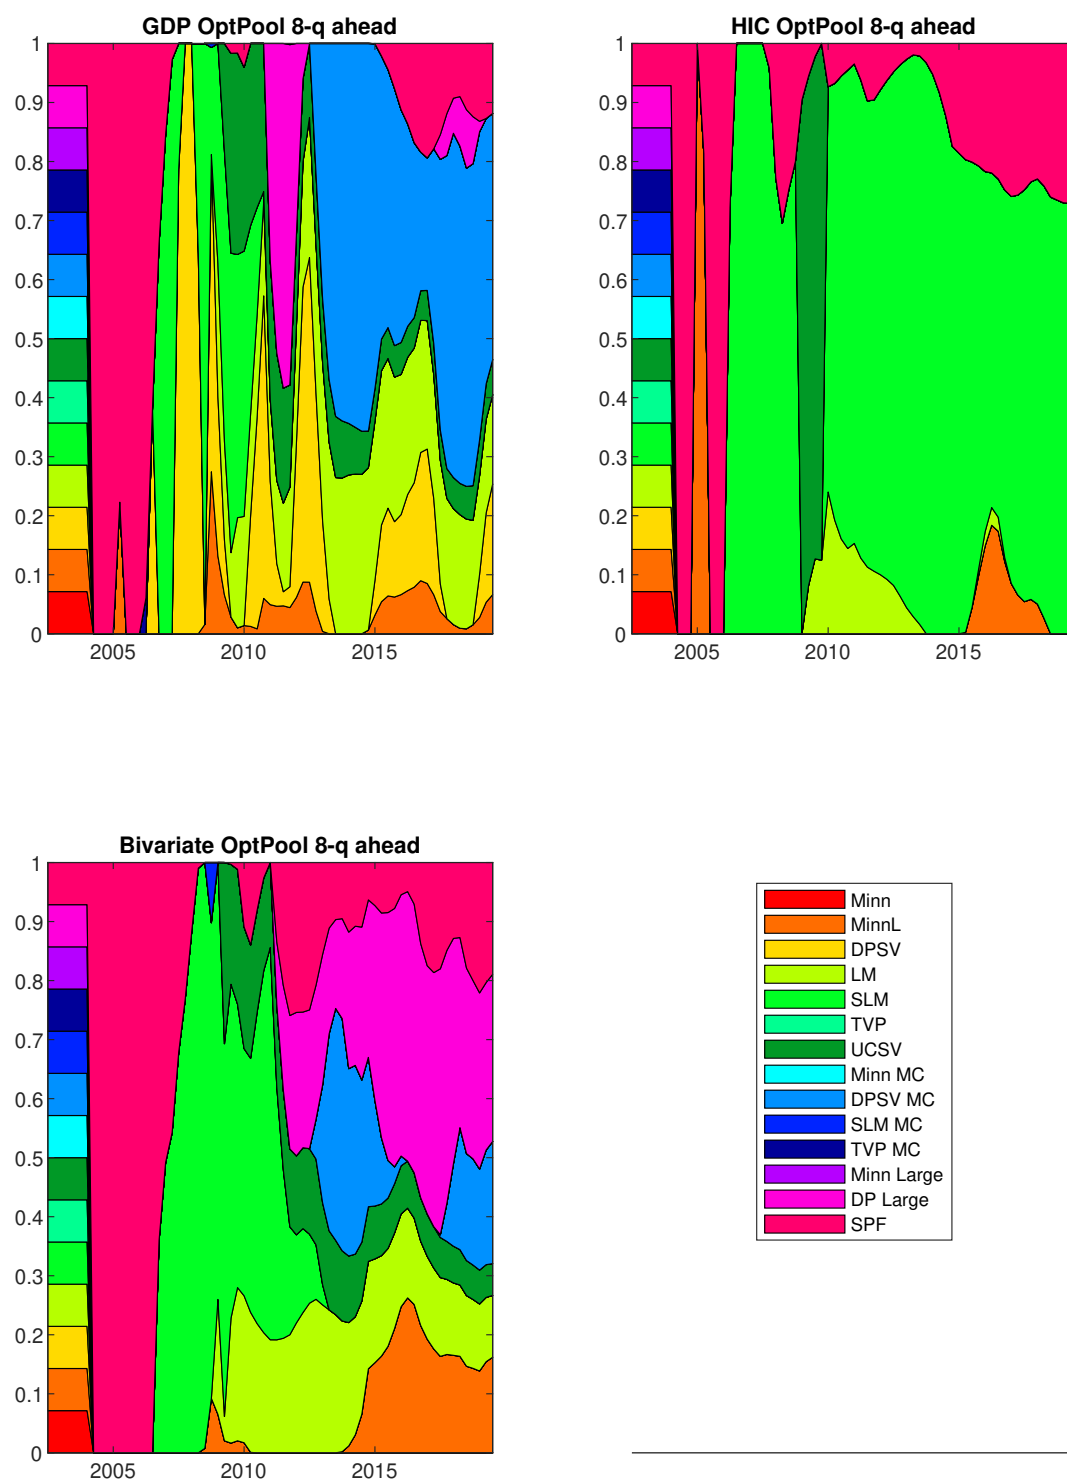 GDP OptPool 8-q ahead
1
0.9
0.8
0.7
0.6
0.5
0.4
0.3
0.2
0.1
0
2005 2010 2015
HIC OptPool 8-q ahead
1
0.9
0.8
0.7
0.6
0.5
0.4
0.3
0.2
0.1
0
2005 2010 2015
Bivariate OptPool 8-q ahead
1
0.9
0.8
0.7
0.6
0.5
0.4
0.3
0.2
0.1
0
2005 2010 2015
Minn
MinnL
DPSV
LM
SLM
TVP
UCSV
Minn MC
DPSV MC
SLM MC
TVP MC
Minn Large
DP Large
SPF